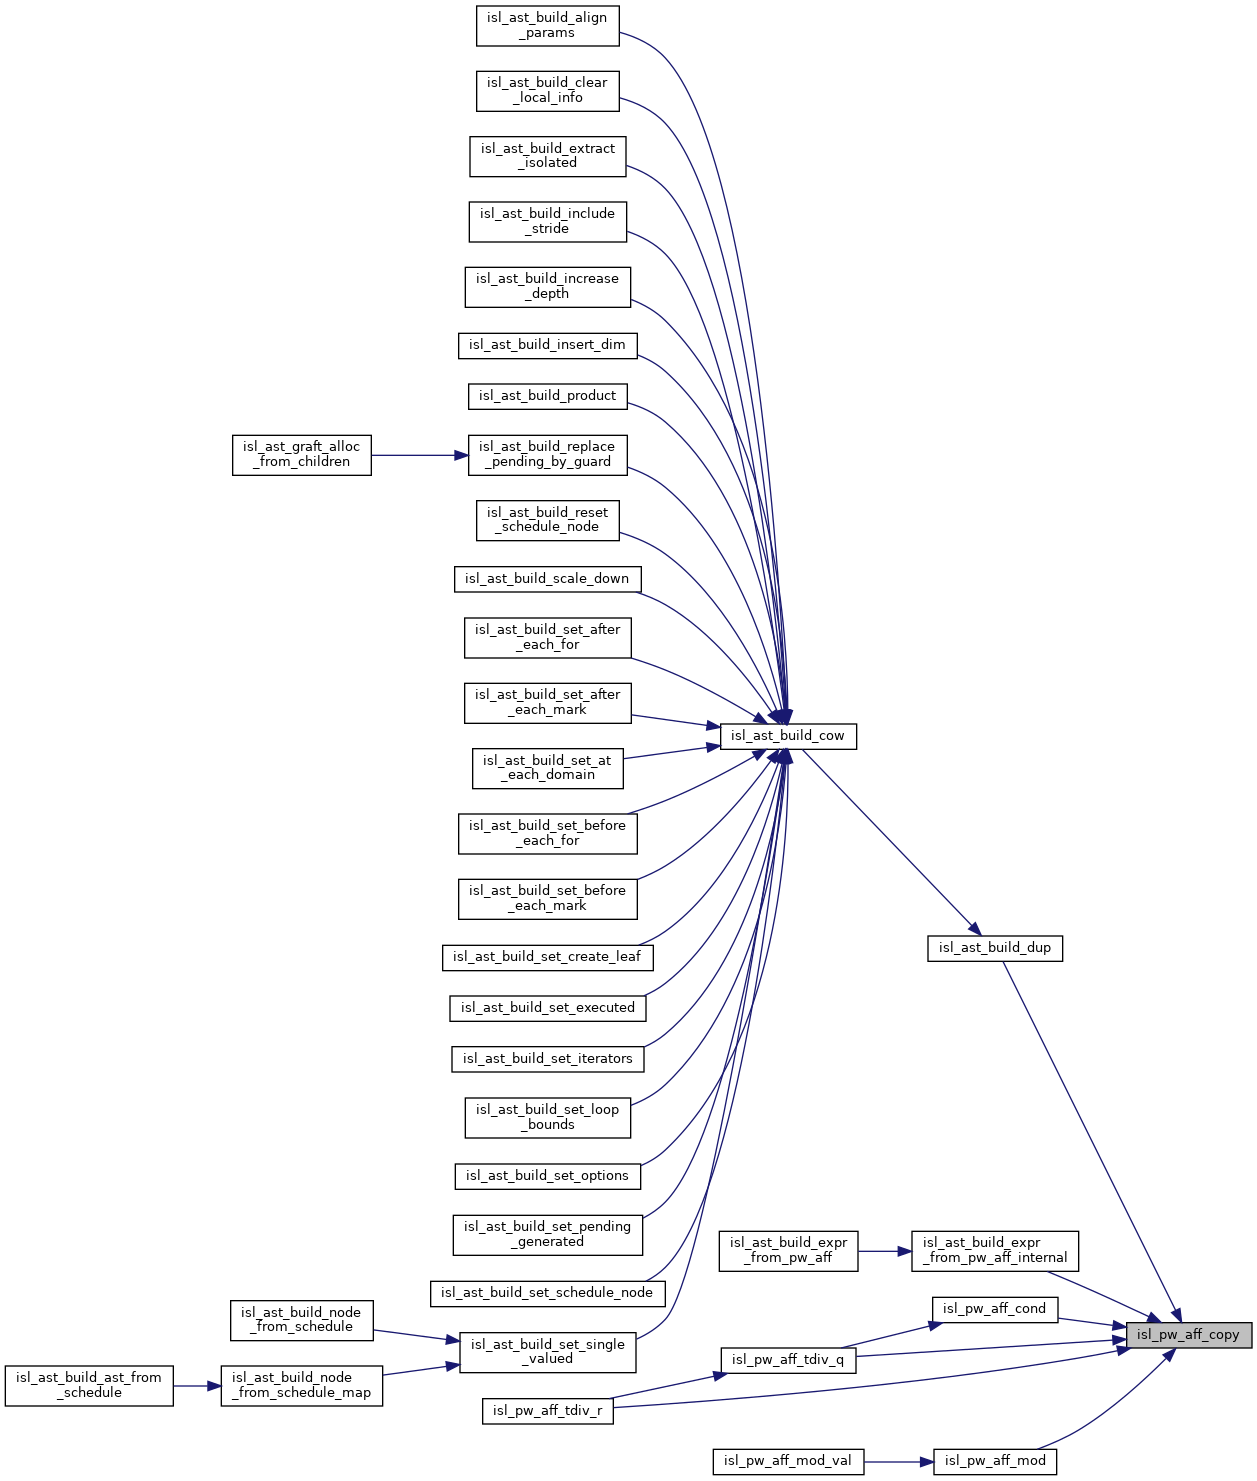 isl_ast_build_align
_params
isl_ast_build_clear
_local_info
isl_ast_build_extract
_isolated
isl_ast_build_include
_stride
isl_ast_build_increase
_depth
isl_ast_build_insert_dim
isl_ast_build_product
isl_ast_graft_alloc
_from_children
isl_ast_build_replace
_pending_by_guard
isl_ast_build_reset
_schedule_node
isl_ast_build_scale_down
isl_ast_build_set_after
_each_for
isl_ast_build_set_after
_each_mark
isl_ast_build_cow
isl_ast_build_set_at
_each_domain
isl_ast_build_set_before
_each_for
isl_ast_build_set_before
_each_mark
isl_ast_build_dup
isl_ast_build_set_create_leaf
isl_ast_build_set_executed
isl_ast_build_set_iterators
isl_ast_build_set_loop
_bounds
isl_ast_build_set_options
isl_ast_build_set_pending
_generated
isl_ast_build_expr
_from_pw_aff
isl_ast_build_expr
_from_pw_aff_internal
isl_ast_build_set_schedule_node
isl_pw_aff_cond
isl_ast_build_node
_from_schedule
isl_pw_aff_copy
isl_ast_build_set_single
_valued
isl_pw_aff_tdiv_q
isl_ast_build_ast_from
_schedule
isl_ast_build_node
_from_schedule_map
isl_pw_aff_tdiv_r
isl_pw_aff_mod_val
isl_pw_aff_mod